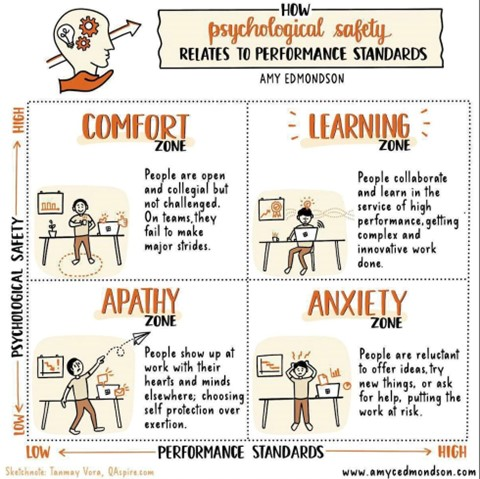 HOW
psychological safety
RELATES TO PERFORMANCE STANDARDS
AMY EDMONDSON
COMFORT
ZONE
People are open
and collegial but
not challenged.
On teams,they
fail to make
major strides.
LEARNING
ZONE
People collaborate
and learn in the
service of high
performance,getting
complex and
innovative work
done.
APATHY
ZONE
People show up at
work with their
hearts and minds
elsewhere; choosing
self protection over
exertion.
ANXIETY
ZONE
People are reluctant
to offer ideas,try
new things, or ask
for help, putting the
work at risk.
HIGH
PSYCHOLOGICAL SAFETY
LOW
LOW
PERFORMANCE STANDARDS
HIGH
Sketchnote: Tanmay Vora, QAspire.com
www.amycedmondson.com